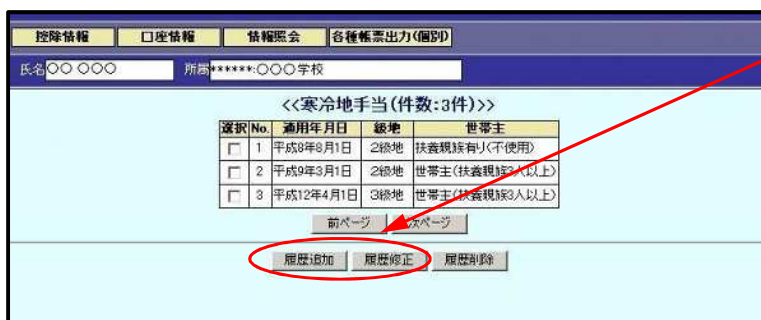 控除情報 口座情報 情報照会 各種帳票出力(個別)
氏名 〇〇 〇〇〇 所属 ******:〇〇〇学校
<<寒冷地手当(件数:3件)>>
選択 No. 適用年月日 級地 世帯主
1 平成8年8月1日 2級地 扶養親族有り(不使用)
2 平成9年3月1日 2級地 世帯主(扶養親族3人以上)
3 平成12年4月1日 3級地 世帯主(扶養親族3人以上)
前ページ 次ページ
履歴追加 履歴修正 履歴削除